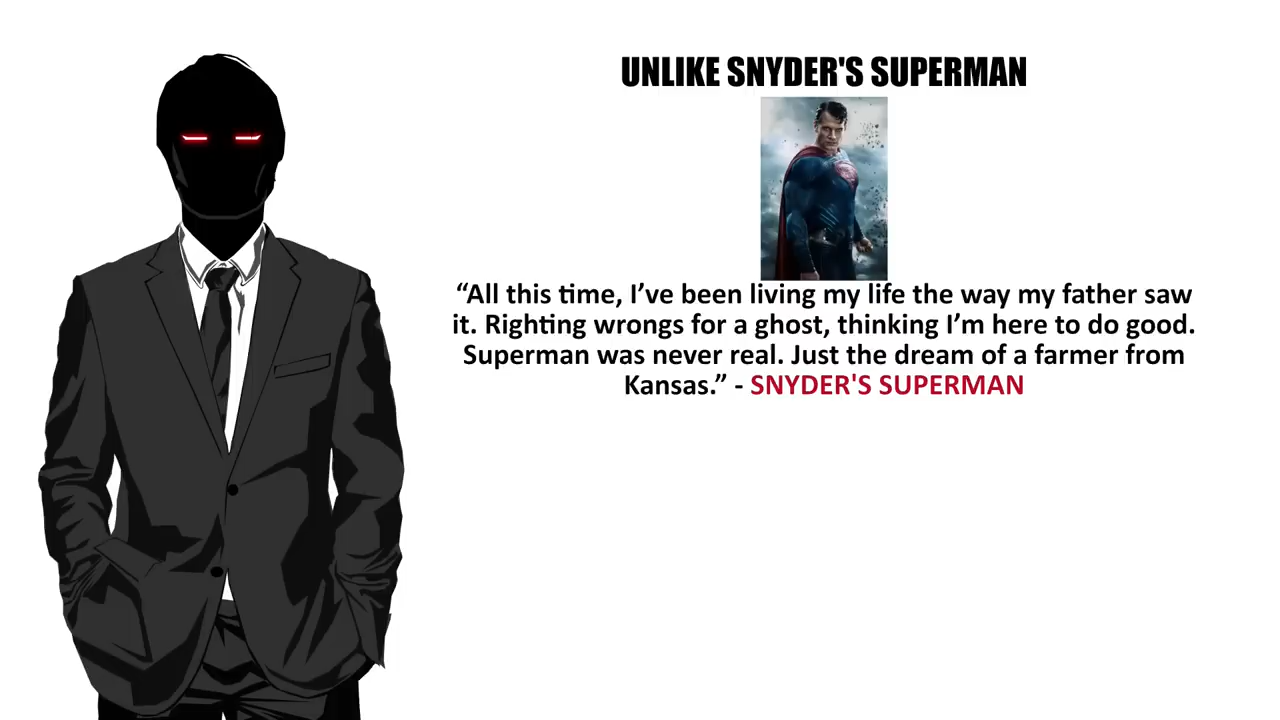 UNLIKE SNYDER'S SUPERMAN
“All this time, I’ve been living my life the way my father saw
it. Righting wrongs for a ghost, thinking I’m here to do good.
Superman was never real. Just the dream of a farmer from
Kansas.” - SNYDER'S SUPERMAN